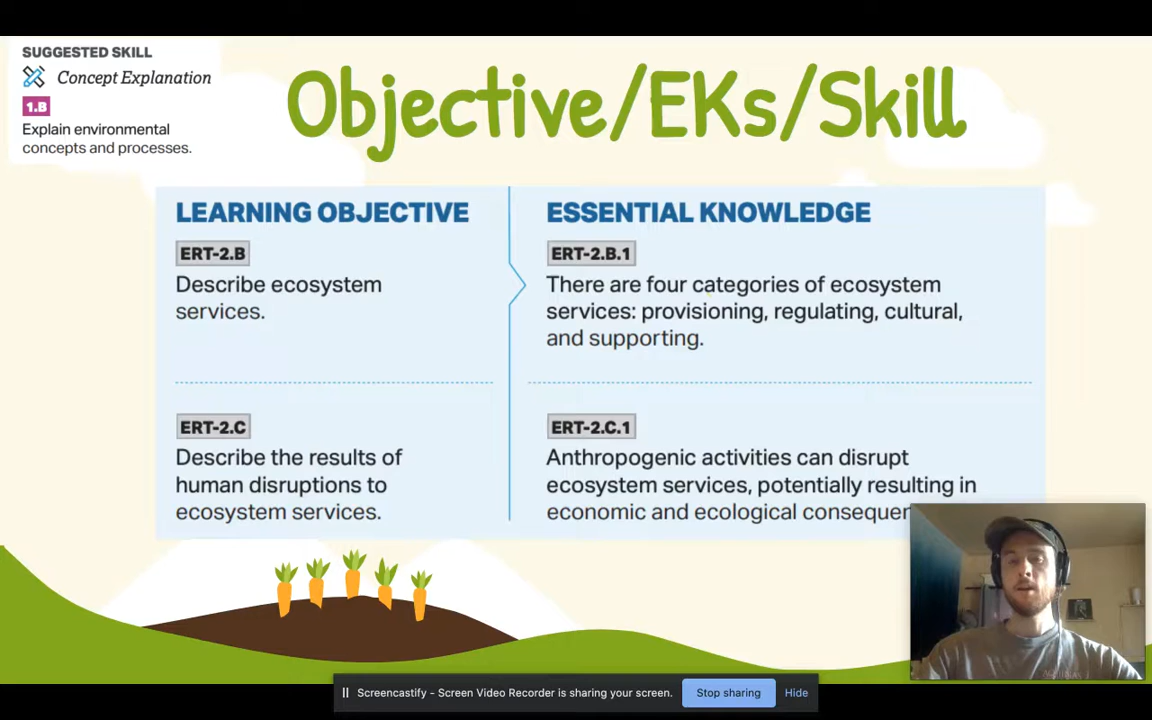 SUGGESTED SKILL
Concept Explanation
1.B
Explain environmental
concepts and processes.
Objective/EKs/Skill
LEARNING OBJECTIVE
ERT-2.B
Describe ecosystem
services.
ESSENTIAL KNOWLEDGE
ERT-2.B.1
There are four categories of ecosystem
services: provisioning, regulating, cultural,
and supporting.
ERT-2.C
Describe the results of
human disruptions to
ecosystem services.
ERT-2.C.1
Anthropogenic activities can disrupt
ecosystem services, potentially resulting in
economic and ecological consequen
Screencastify - Screen Video Recorder is sharing your screen.
Stop sharing
Hide